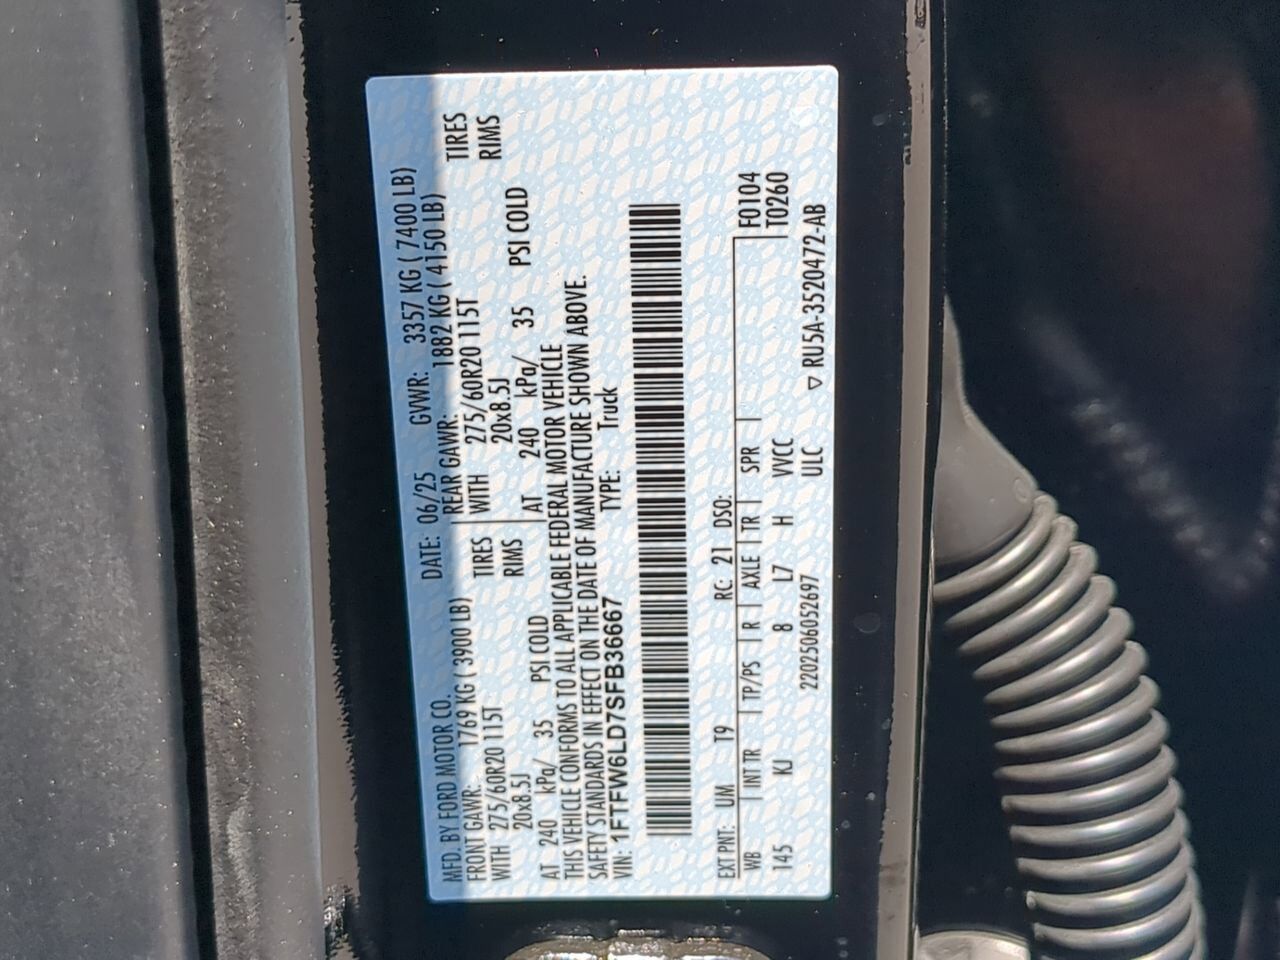 MFD. BY FORD MOTOR CO. DATE: 06/25 GVWR: 3357 KG ( 7400 LB)
FRONT GAWR: 1769 KG ( 3900 LB) REAR GAWR: 1882 KG ( 4150 LB)
WITH 275/60R20 115T TIRES WITH 275/60R20 115T TIRES
20x8.5J RIMS 20x8.5J RIMS
AT 240 kPa/ 35 PSI COLD AT 240 kPa/ 35 PSI COLD
THIS VEHICLE CONFORMS TO ALL APPLICABLE FEDERAL MOTOR VEHICLE
SAFETY STANDARDS IN EFFECT ON THE DATE OF MANUFACTURE SHOWN ABOVE.
VIN: 1FTFW6LD7SFB36667 TYPE: Truck
EXT PNT: UM T9 RC: 21 DSO: F0104
WB INT TR TP/PS R AXLE TR SPR T0260
145 KJ 8 L7 H VVCC
2202506052697 ULC ▽ RU5A-3520472-AB